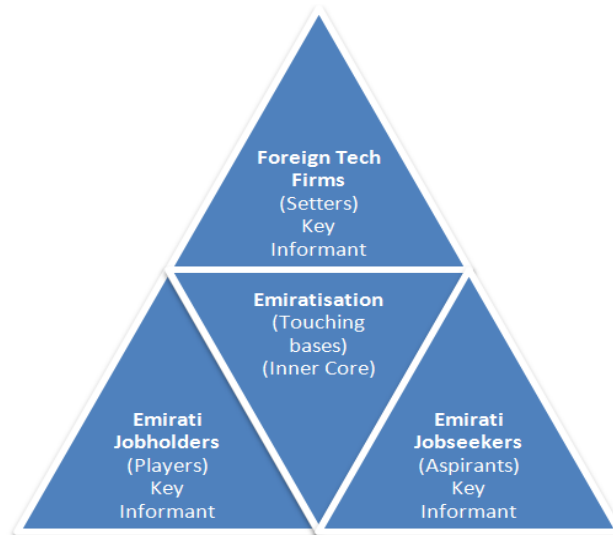 Foreign Tech
Firms
(Setters)
Key
Informant
Emiratisation
(Touching
bases)
(Inner Core)
Emirati
Jobholders
(Players)
Key
Informant
Emirati
Jobseekers
(Aspirants)
Key
Informant